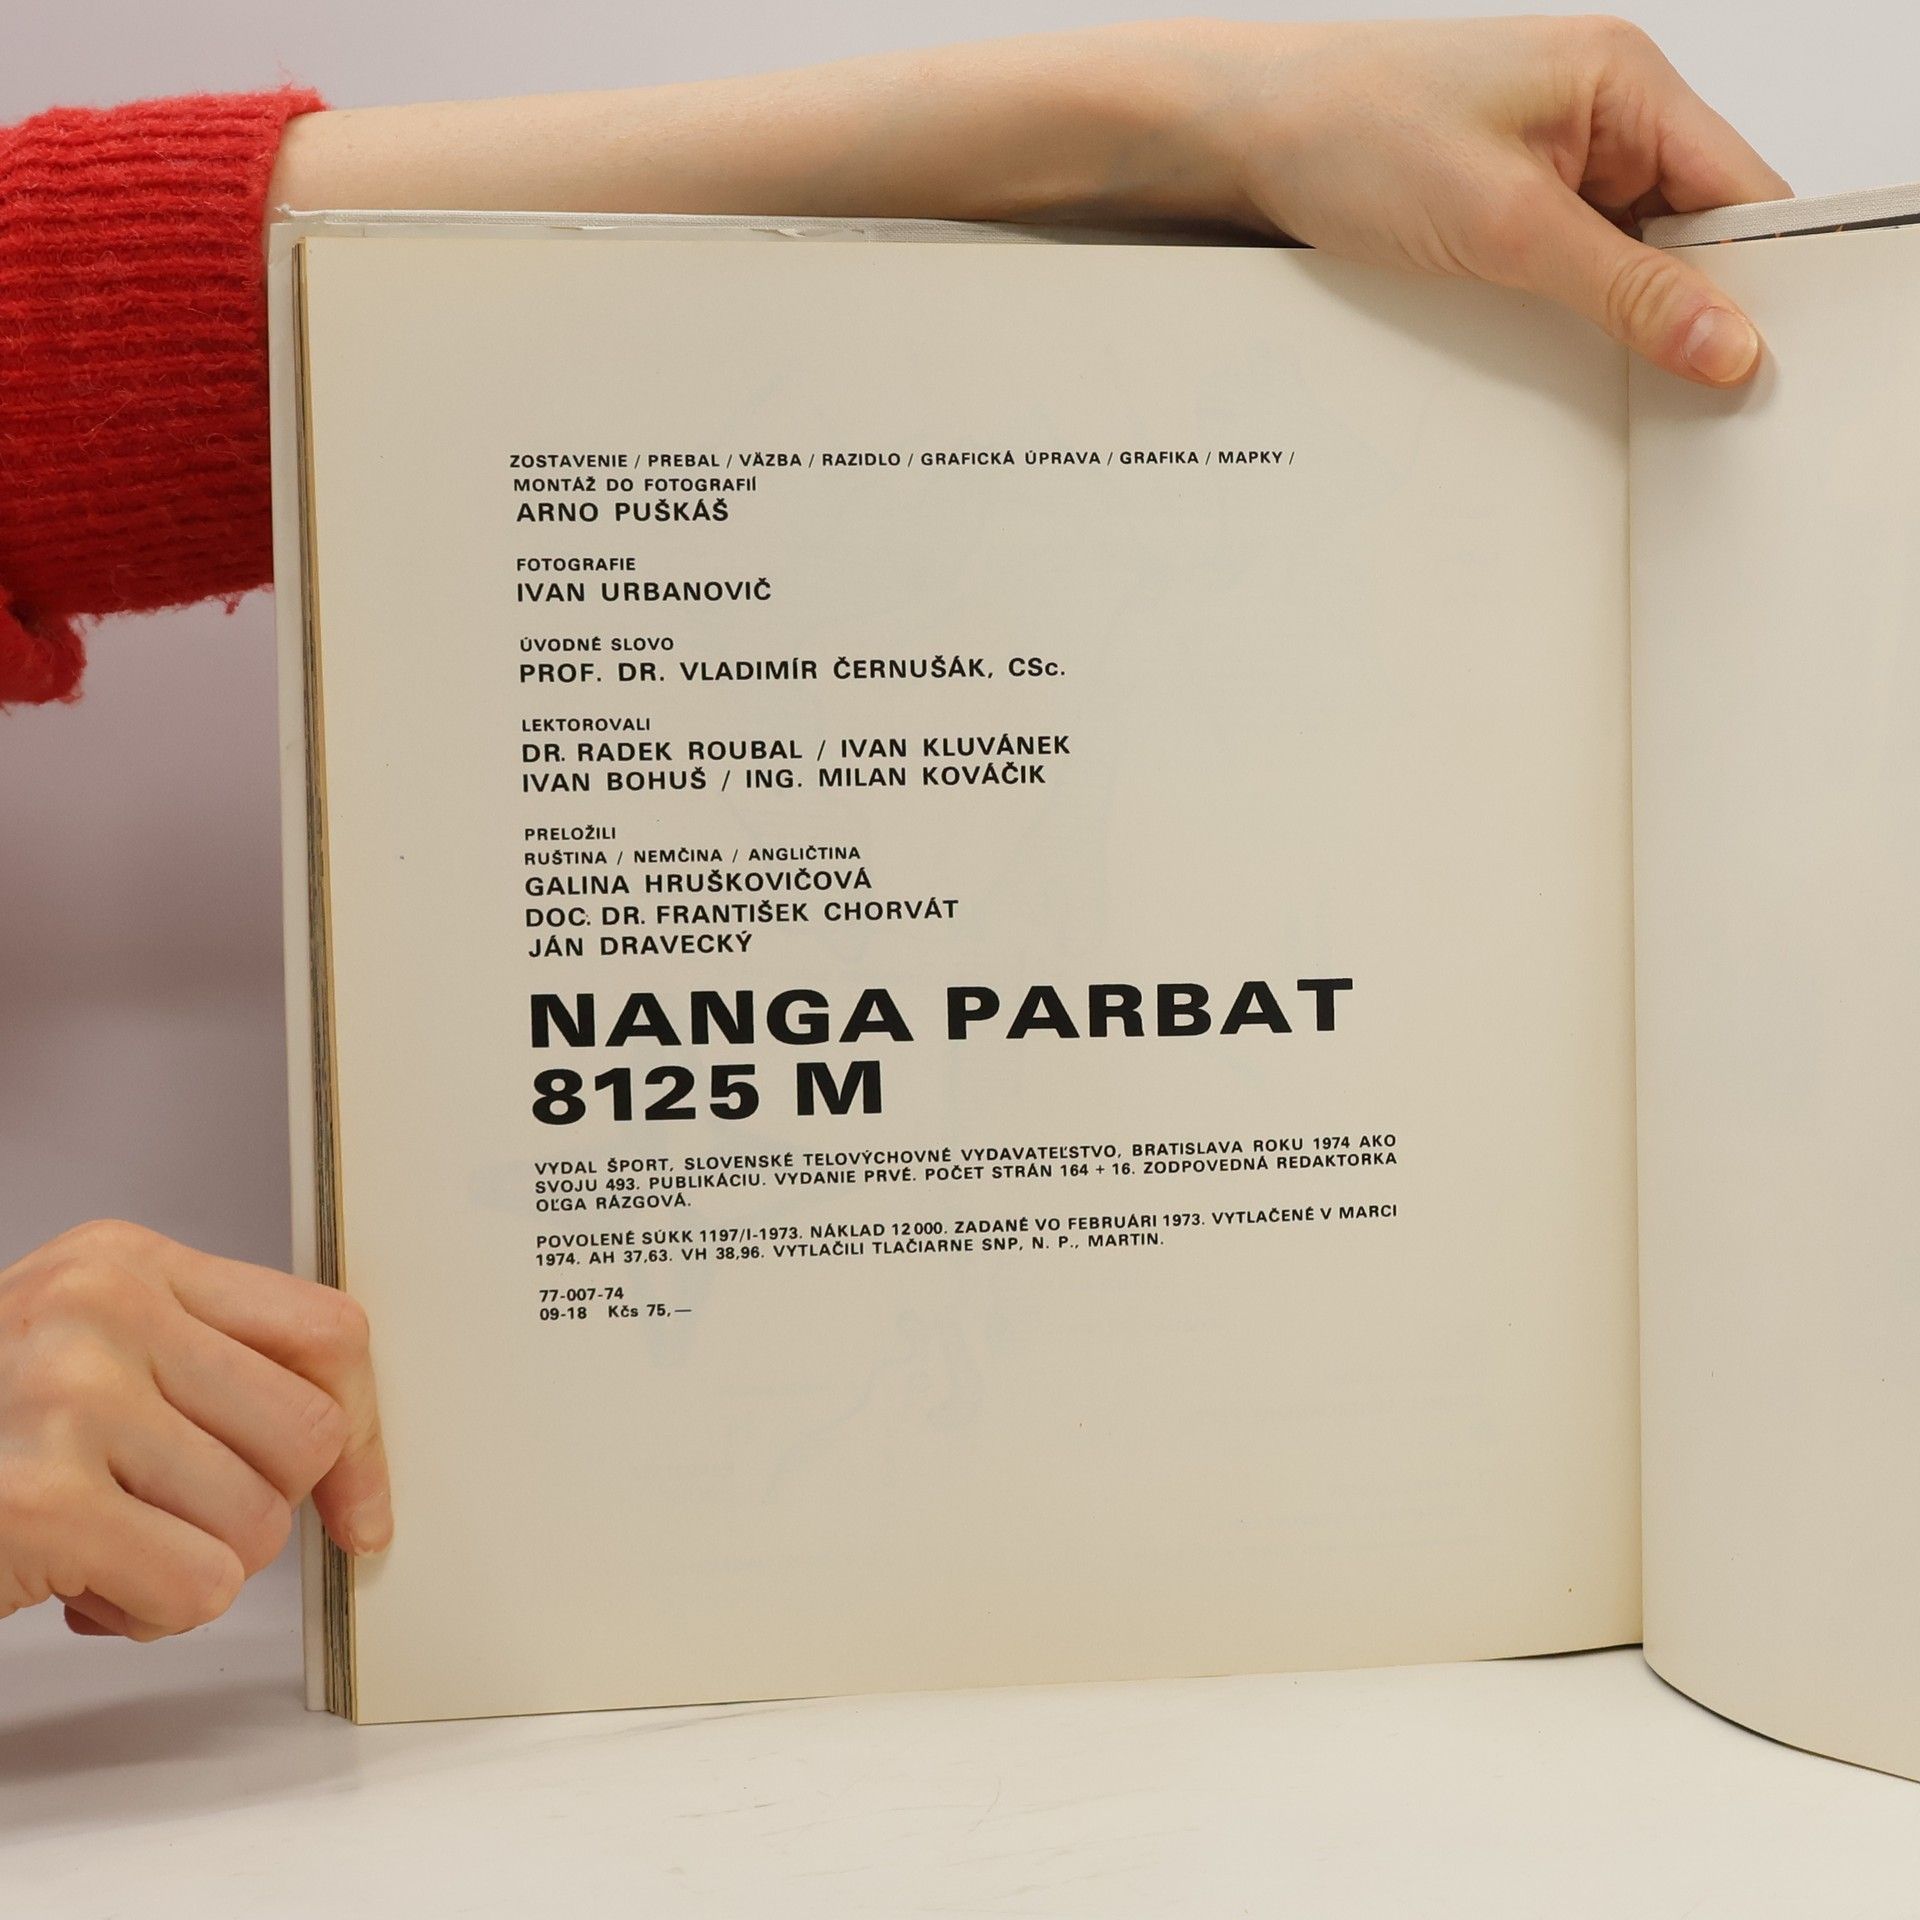 ZOSTAVENIE / PREBAL / VÄZBA / RAZIDLO / GRAFICKÁ ÚPRAVA / GRAFIKA / MAPKY /
MONTÁŽ DO FOTOGRAFIÍ
ARNO PUŠKÁŠ
FOTOGRAFIE
IVAN URBANOVIČ
ÚVODNÉ SLOVO
PROF. DR. VLADIMÍR ČERNUŠÁK, CSc.
LEKTOROVALI
DR. RADEK ROUBAL / IVAN KLUVÁNEK
IVAN BOHUŠ / ING. MILAN KOVÁČIK
PRELOŽILI
RUŠTINA / NEMČINA / ANGLIČTINA
GALINA HRUŠKOVIČOVÁ
DOC. DR. FRANTIŠEK CHORVÁT
JÁN DRAVECKÝ
NANGA PARBAT
8125 M
VYDAL ŠPORT, SLOVENSKÉ TELOVÝCHOVNÉ VYDAVATEĽSTVO, BRATISLAVA ROKU 1974 AKO
SVOJU 493. PUBLIKÁCIU. VYDANIE PRVÉ. POČET STRÁN 164 + 16. ZODPOVEDNÁ REDAKTORKA
OĽGA RÁZGOVÁ.
POVOLENÉ SÚKK 1197/I-1973. NÁKLAD 12 000. ZADANÉ VO FEBRUÁRI 1973. VYTLAČENÉ V MARCI
1974. AH 37,63. VH 38,96. VYTLAČILI TLAČIARNE SNP, N. P., MARTIN.
77-007-74
09-18 Kčs 75,—